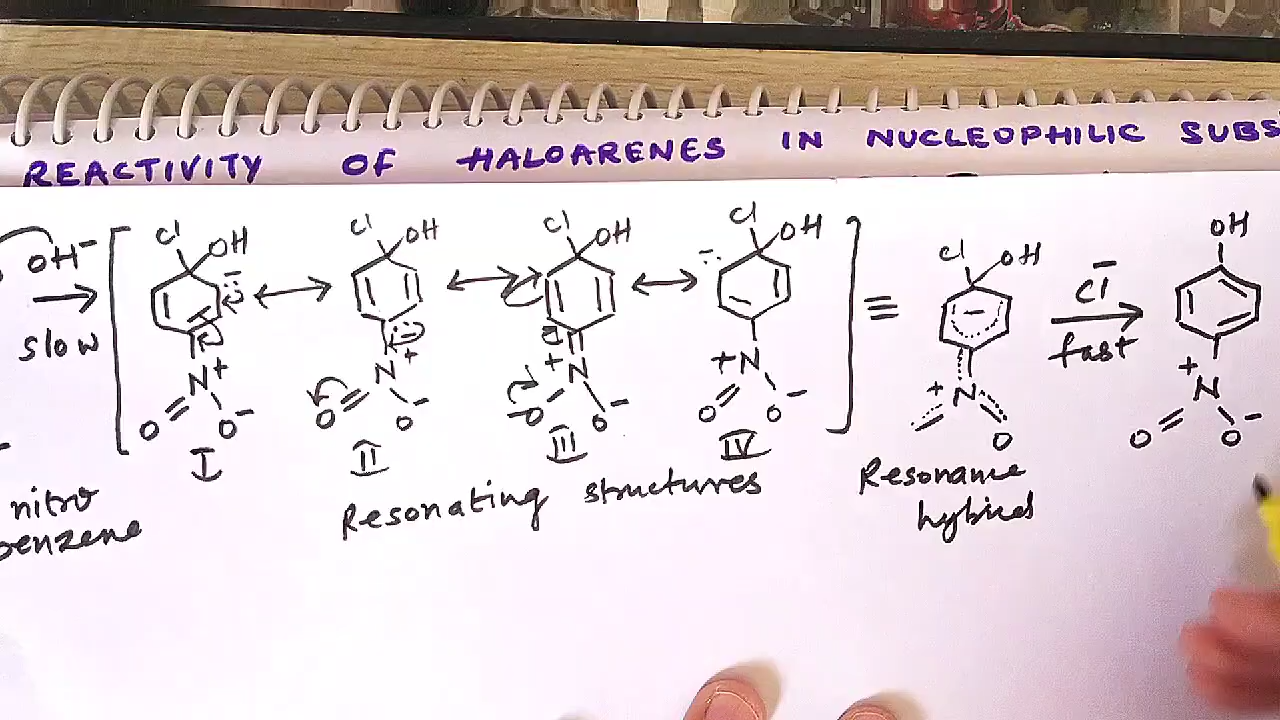 REACTIVITY OF HALOARENES IN NUCLEOPHILIC SUBS
OH⁻
slow
Cl OH
N⁺
O O⁻
I
Cl OH
N⁺
O O⁻
II
Cl OH
N⁺
⁻O O⁻
III
Cl OH
N⁺
O O⁻
IV
≡
Cl OH
N⁺
O
Cl⁻
fast
OH
N⁺
O O⁻
nitro
benzene
Resonating structures
Resonance
hybrid